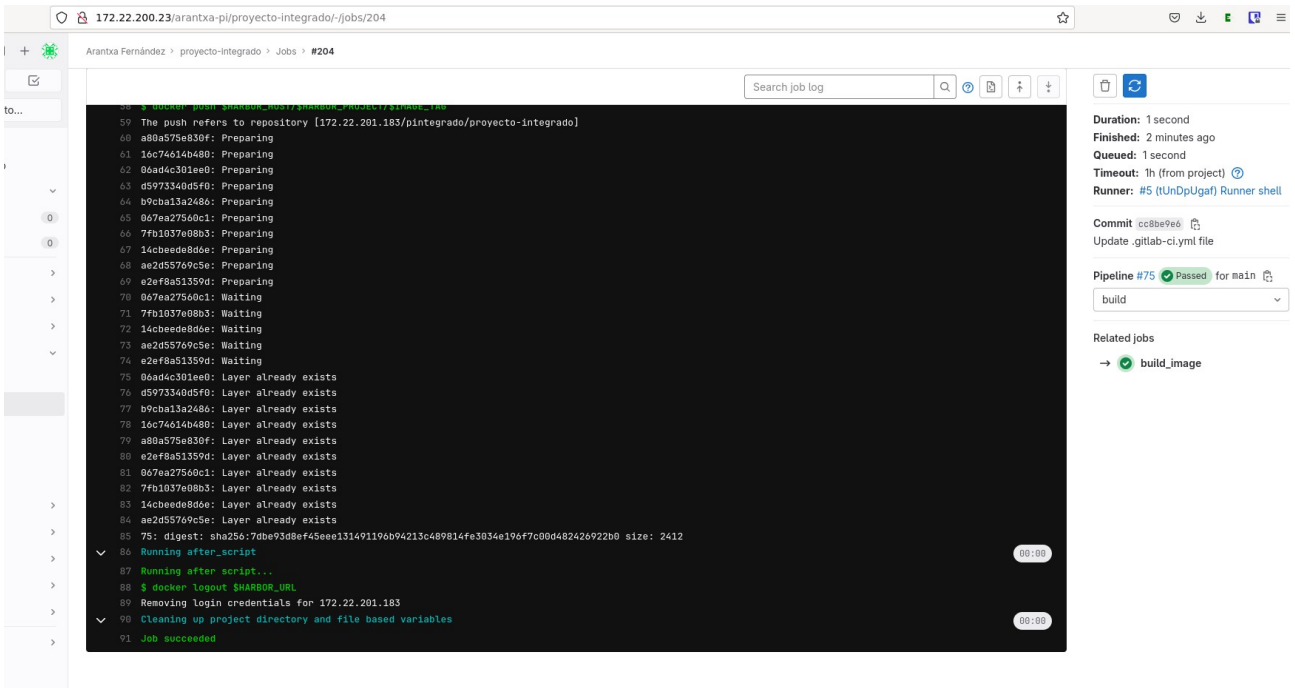 172.22.200.23/arantxa-pi/proyecto-integrado/-/jobs/204
Arantxa Fernández > proyecto-integrado > Jobs > #204
to...
0
0
Search job log
58 $ docker push $HARBOR_HOST/$HARBOR_PROJECT/$IMAGE_TAG
59 The push refers to repository [172.22.201.183/pintegrado/proyecto-integrado]
60 a80a575e830f: Preparing
61 16c74614b480: Preparing
62 06ad4c301ee0: Preparing
63 d5973340d5f0: Preparing
64 b9cba13a2486: Preparing
65 067ea27560c1: Preparing
66 7fb1037e08b3: Preparing
67 14cbeede8d6e: Preparing
68 ae2d55769c5e: Preparing
69 e2ef8a51359d: Preparing
70 067ea27560c1: Waiting
71 7fb1037e08b3: Waiting
72 14cbeede8d6e: Waiting
73 ae2d55769c5e: Waiting
74 e2ef8a51359d: Waiting
75 06ad4c301ee0: Layer already exists
76 d5973340d5f0: Layer already exists
77 b9cba13a2486: Layer already exists
78 16c74614b480: Layer already exists
79 a80a575e830f: Layer already exists
80 e2ef8a51359d: Layer already exists
81 067ea27560c1: Layer already exists
82 7fb1037e08b3: Layer already exists
83 14cbeede8d6e: Layer already exists
84 ae2d55769c5e: Layer already exists
85 75: digest: sha256:7dbe93d8ef45eee131491196b94213c489814fe3034e196f7c00d482426922b0 size: 2412
86 Running after_script 00:00
87 Running after script...
88 $ docker logout $HARBOR_URL
89 Removing login credentials for 172.22.201.183
90 Cleaning up project directory and file based variables 00:00
91 Job succeeded
Duration: 1 second
Finished: 2 minutes ago
Queued: 1 second
Timeout: 1h (from project)
Runner: #5 (tUnDpUgaf) Runner shell
Commit cc8be9e6
Update .gitlab-ci.yml file
Pipeline #75 Passed for main
build
Related jobs
→ build_image